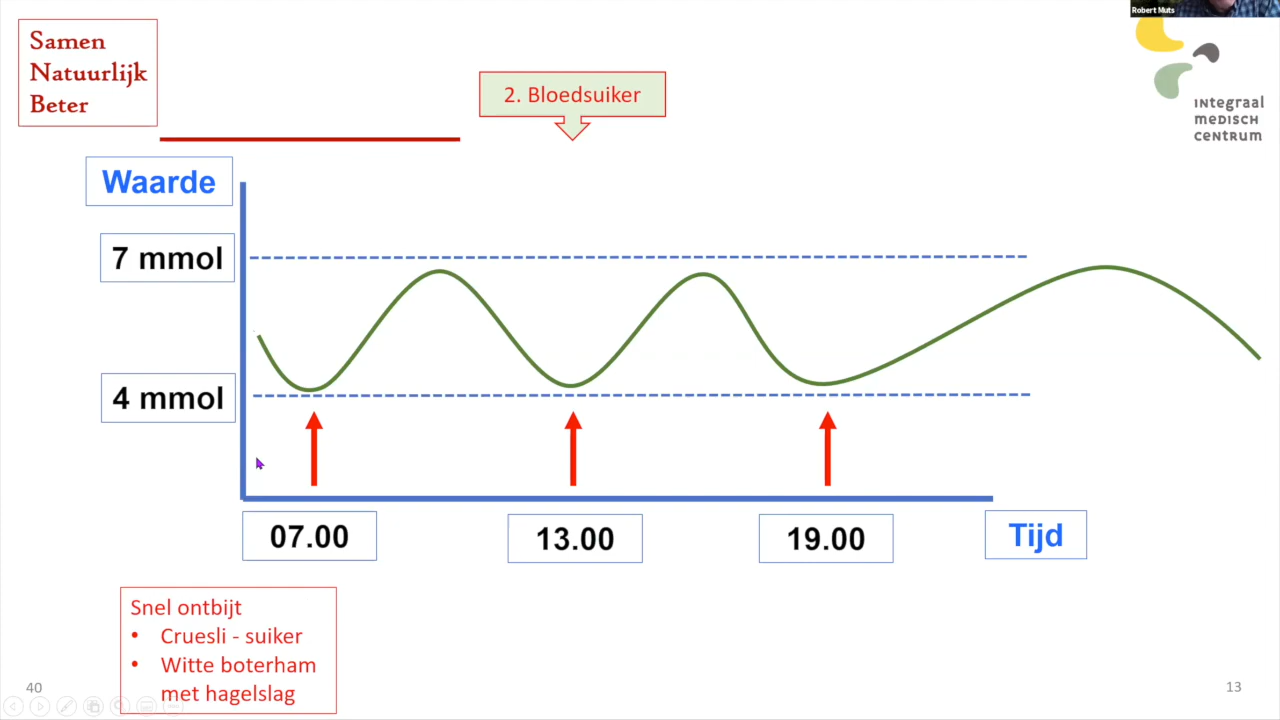 Robert Muts
Samen
Natuurlijk
Beter
2. Bloedsuiker
INTEGRAAL
MEDISCH
CENTRUM
Waarde
7 mmol
4 mmol
07.00
13.00
19.00
Tijd
Snel ontbijt
• Cruesli - suiker
• Witte boterham
met hagelslag
40
13